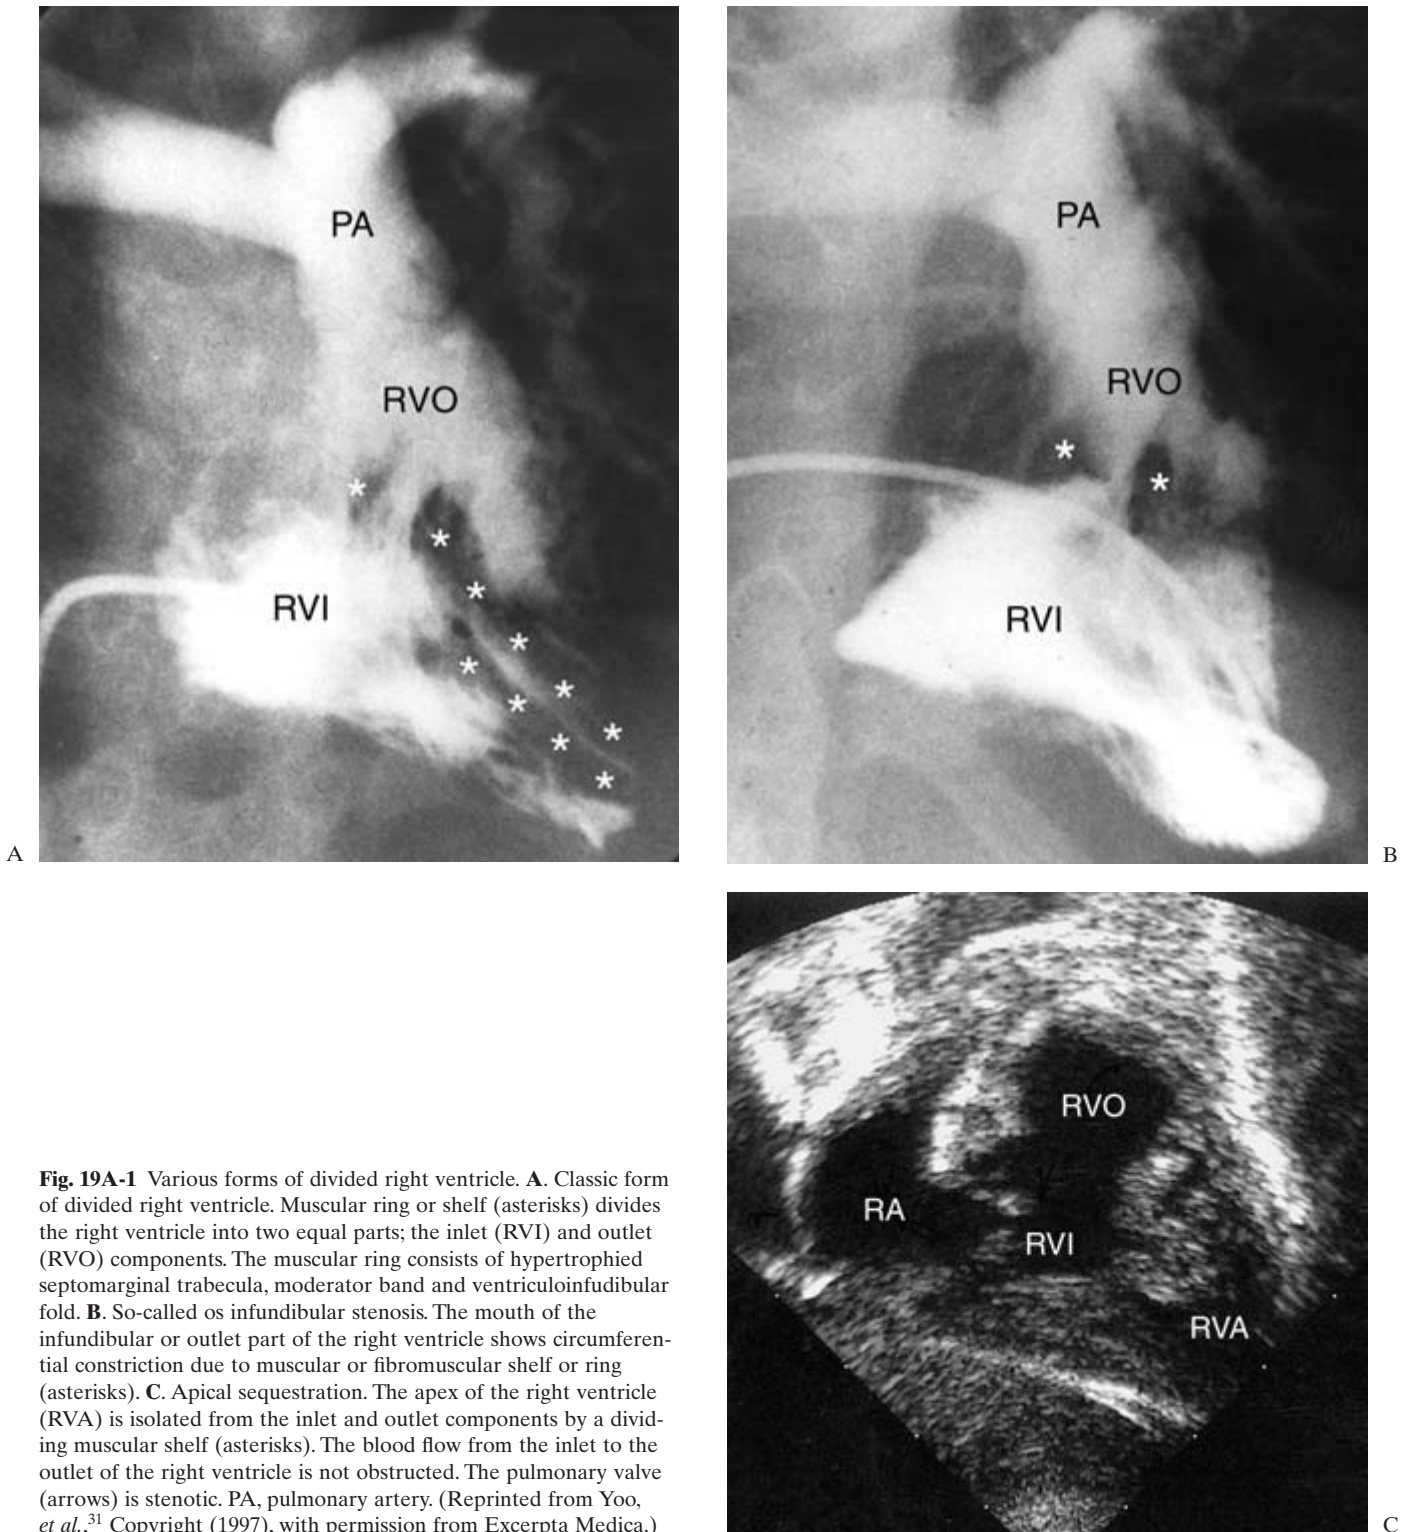 PA
RVO
*
*
*
RVI
*
*
*
*
*
*
*
A
PA
RVO
*
*
RVI
B
RVO
RA
RVI
RVA
C
Fig. 19A-1 Various forms of divided right ventricle. A. Classic form
of divided right ventricle. Muscular ring or shelf (asterisks) divides
the right ventricle into two equal parts; the inlet (RVI) and outlet
(RVO) components. The muscular ring consists of hypertrophied
septomarginal trabecula, moderator band and ventriculoinfudibular
fold. B. So-called os infundibular stenosis. The mouth of the
infundibular or outlet part of the right ventricle shows circumferen-
tial constriction due to muscular or fibromuscular shelf or ring
(asterisks). C. Apical sequestration. The apex of the right ventricle
(RVA) is isolated from the inlet and outlet components by a divid-
ing muscular shelf (asterisks). The blood flow from the inlet to the
outlet of the right ventricle is not obstructed. The pulmonary valve
(arrows) is stenotic. PA, pulmonary artery. (Reprinted from Yoo,
et al.,31 Copyright (1997), with permission from Excerpta Medica.)